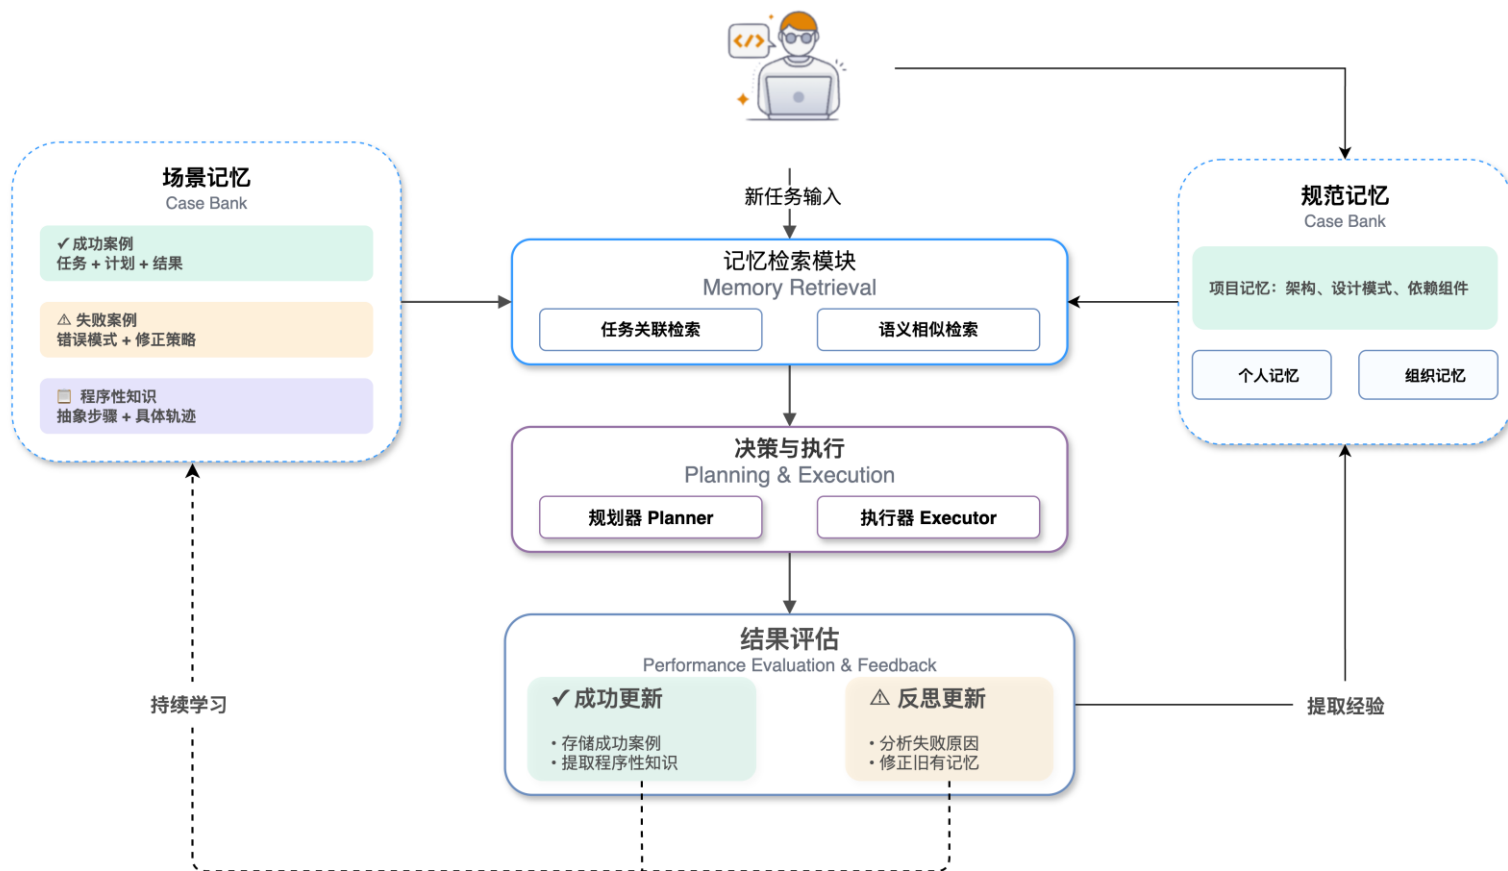 </>
新任务输入
场景记忆
Case Bank
✓ 成功案例
任务 + 计划 + 结果
⚠ 失败案例
错误模式 + 修正策略
程序性知识
抽象步骤 + 具体轨迹
记忆检索模块
Memory Retrieval
任务关联检索
语义相似检索
规范记忆
Case Bank
项目记忆：架构、设计模式、依赖组件
个人记忆
组织记忆
决策与执行
Planning & Execution
规划器 Planner
执行器 Executor
结果评估
Performance Evaluation & Feedback
✓ 成功更新
• 存储成功案例
• 提取程序性知识
⚠ 反思更新
• 分析失败原因
• 修正旧有记忆
持续学习
提取经验